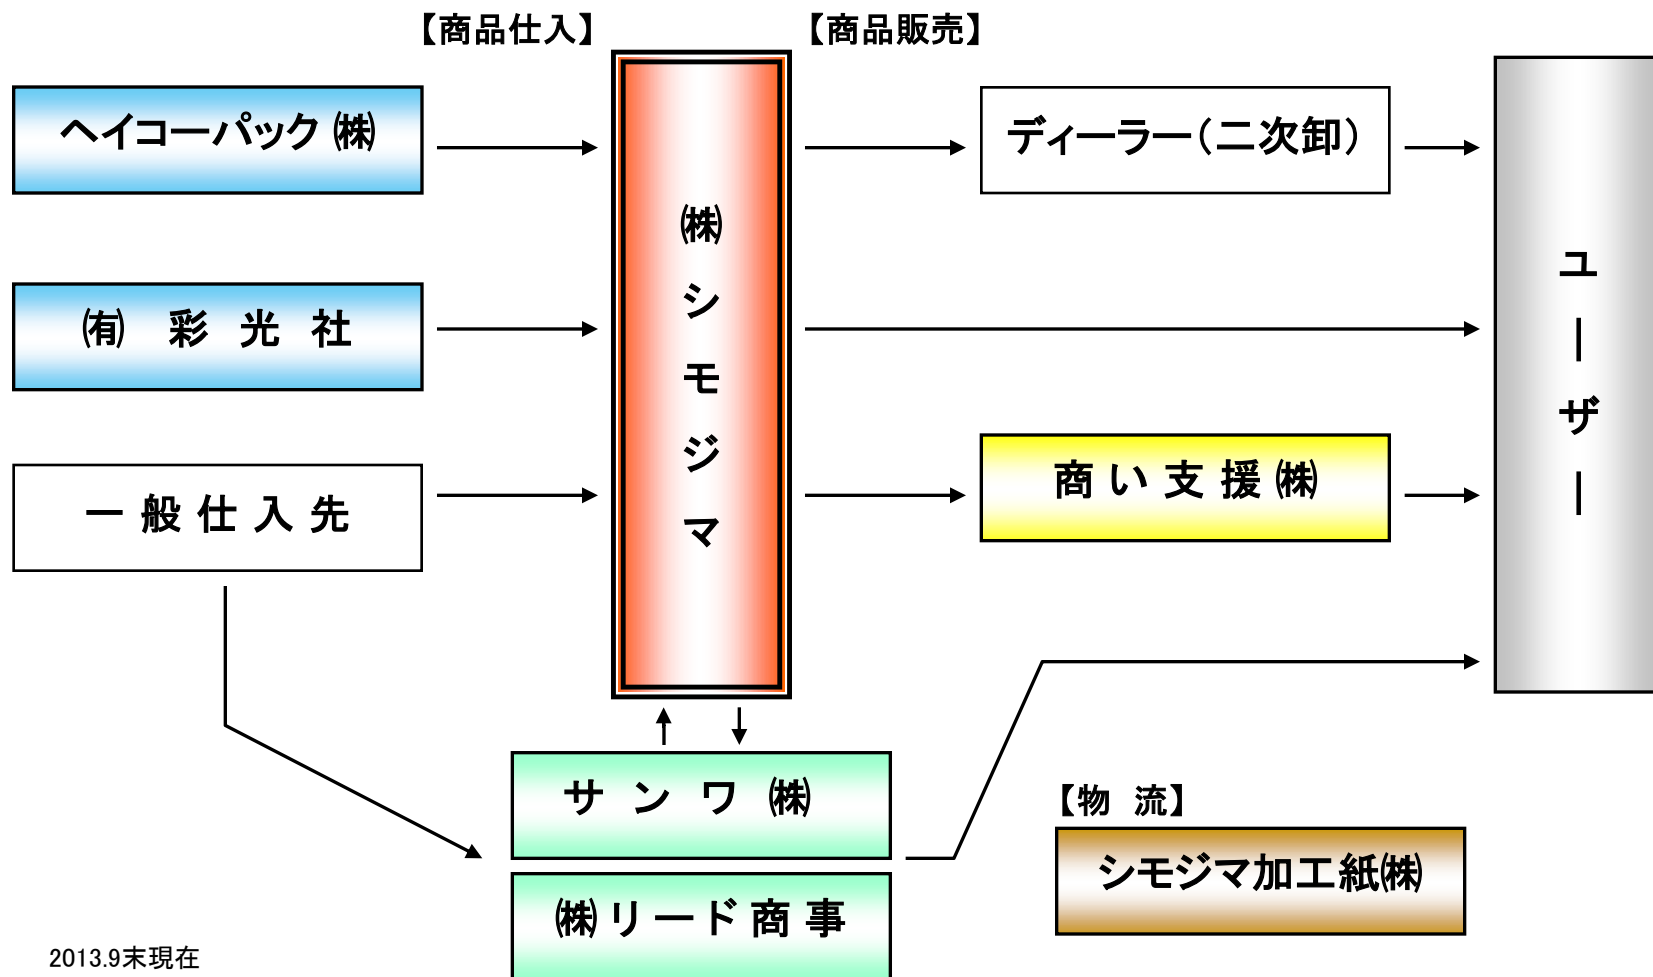 【商品仕入】
【商品販売】
ヘイコーパック㈱
㈲ 彩光社
一般仕入先
㈱シモジマ
ディーラー(二次卸)
商い支援㈱
ユーザー
サンワ㈱
㈱リード商事
【物 流】
シモジマ加工紙㈱
2013.9末現在